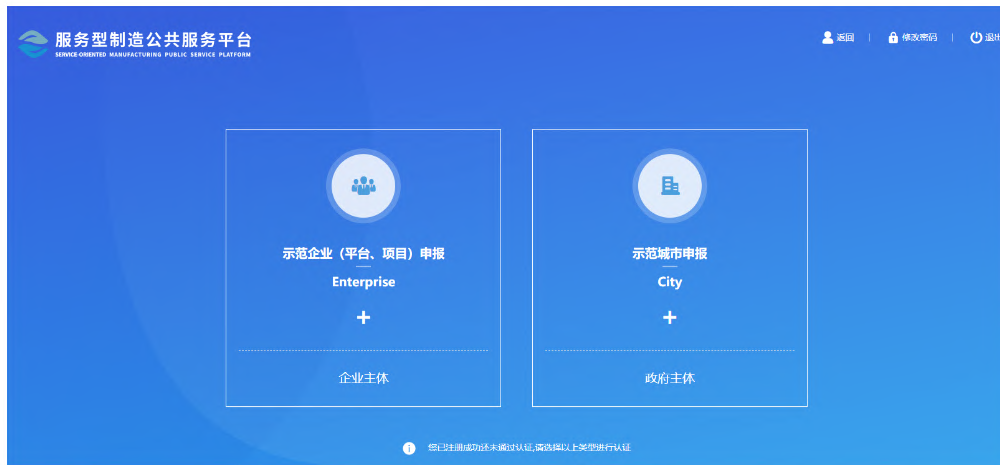 服务型制造公共服务平台
SERVICE-ORIENTED MANUFACTURING PUBLIC SERVICE PLATFORM
返回 | 修改密码 | 退出
示范企业（平台、项目）申报
Enterprise
+
企业主体
示范城市申报
City
+
政府主体
您已注册成功还未通过认证,请选择以上类型进行认证